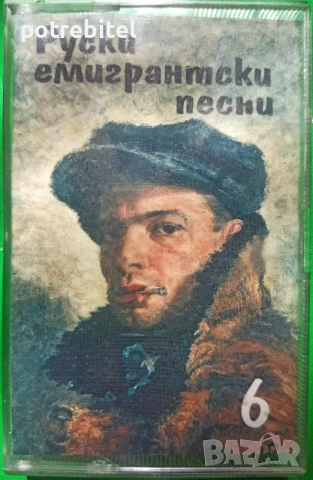 potrebitel
Руски
емигрантски
песни
6
BAZAR